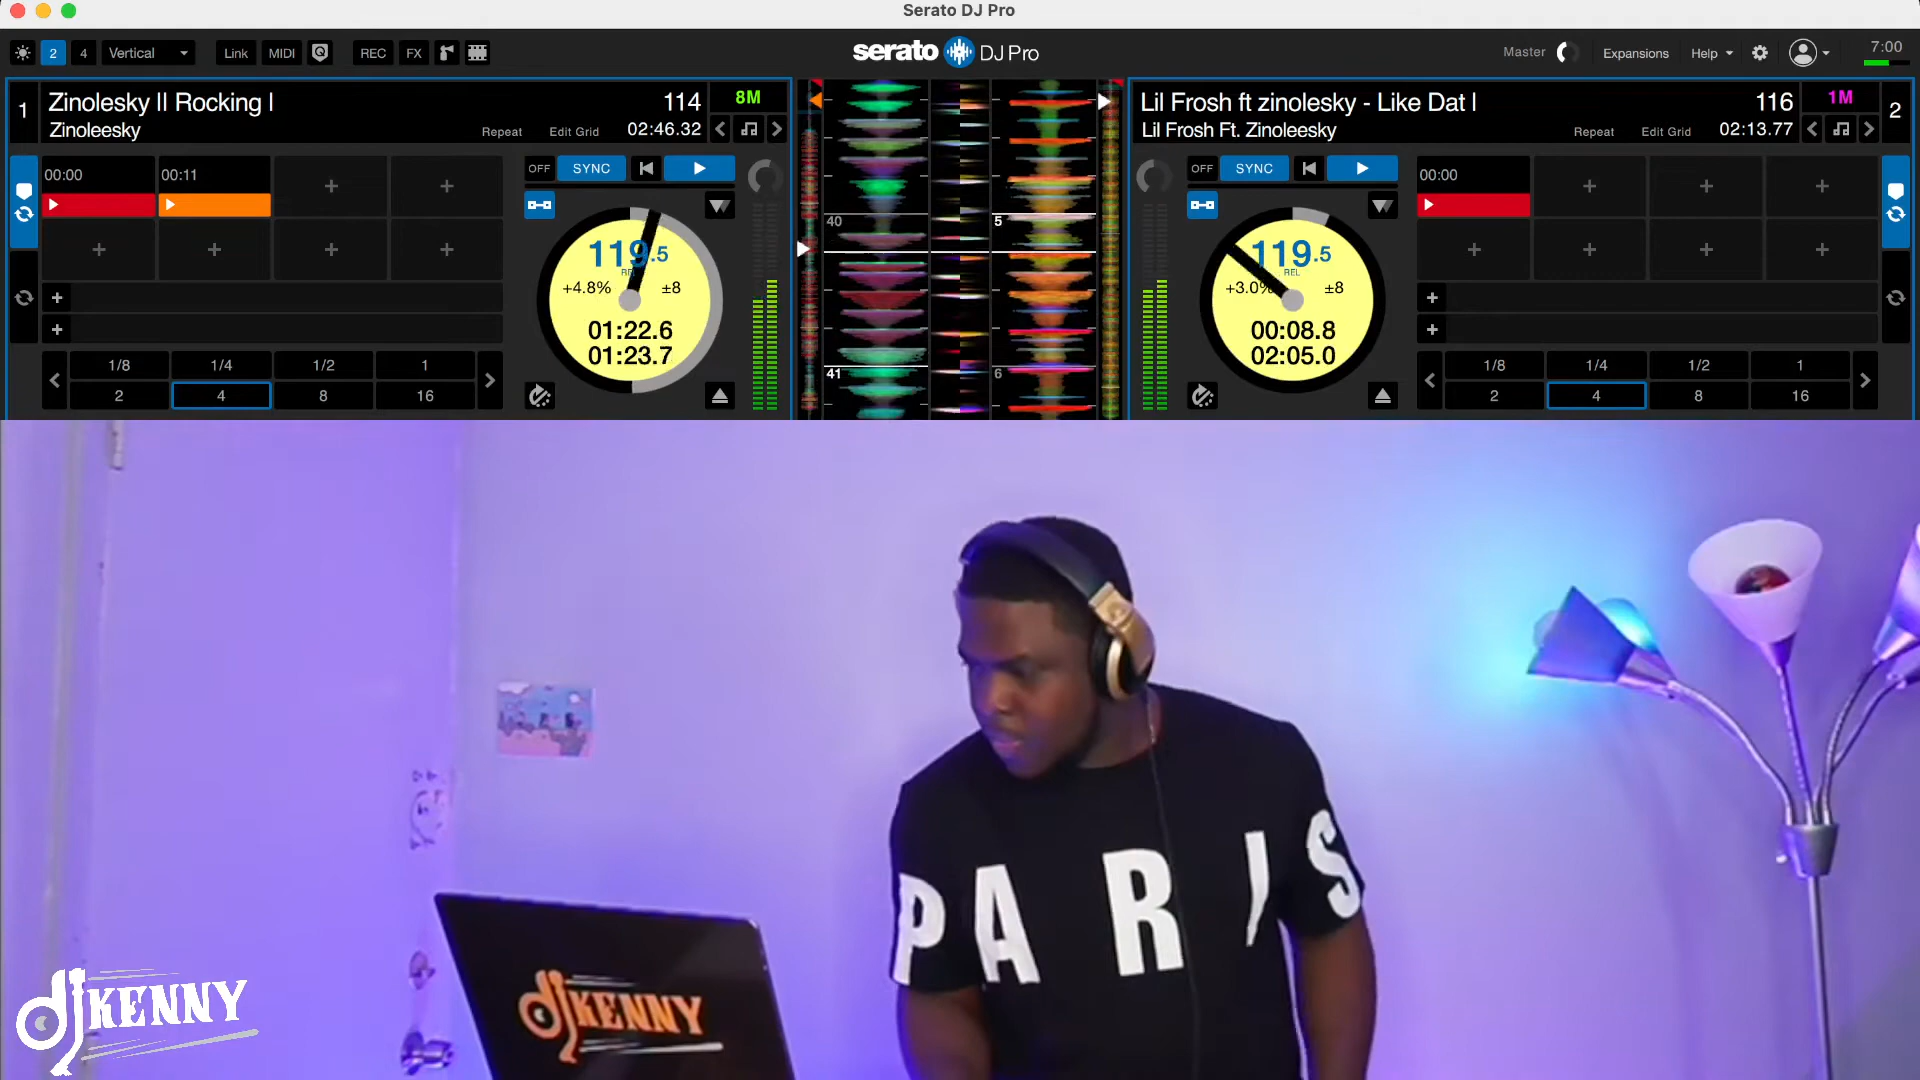 Serato DJ Pro
2 4 Vertical Link MIDI REC FX
serato DJ Pro
Master Expansions Help 7:00
1 Zinolesky II Rocking I 114 8M
Zinoleesky Repeat Edit Grid 02:46.32
00:00 00:11
OFF SYNC
119.5
+4.8% ±8
01:22.6
01:23.7
1/8 1/4 1/2 1
2 4 8 16
40 5
41 6
Lil Frosh ft zinolesky - Like Dat I 116 1M 2
Lil Frosh Ft. Zinoleesky Repeat Edit Grid 02:13.77
OFF SYNC 00:00
119.5
REL
+3.0% ±8
00:08.8
02:05.0
1/8 1/4 1/2 1
2 4 8 16
PARIS
dj KENNY
dj KENNY